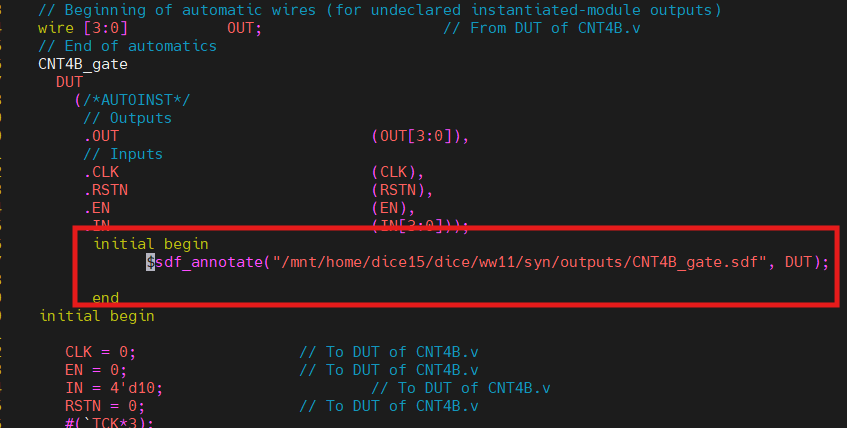 // Beginning of automatic wires (for undeclared instantiated-module outputs)
wire [3:0] OUT; // From DUT of CNT4B.v
// End of automatics
CNT4B_gate
DUT
(/*AUTOINST*/
// Outputs
.OUT (OUT[3:0]),
// Inputs
.CLK (CLK),
.RSTN (RSTN),
.EN (EN),
.IN (IN[3:0]));
initial begin
$sdf_annotate("/mnt/home/dice15/dice/ww11/syn/outputs/CNT4B_gate.sdf", DUT);
end
initial begin
CLK = 0; // To DUT of CNT4B.v
EN = 0; // To DUT of CNT4B.v
IN = 4'd10; // To DUT of CNT4B.v
RSTN = 0; // To DUT of CNT4B.v
#(`TCK*3);